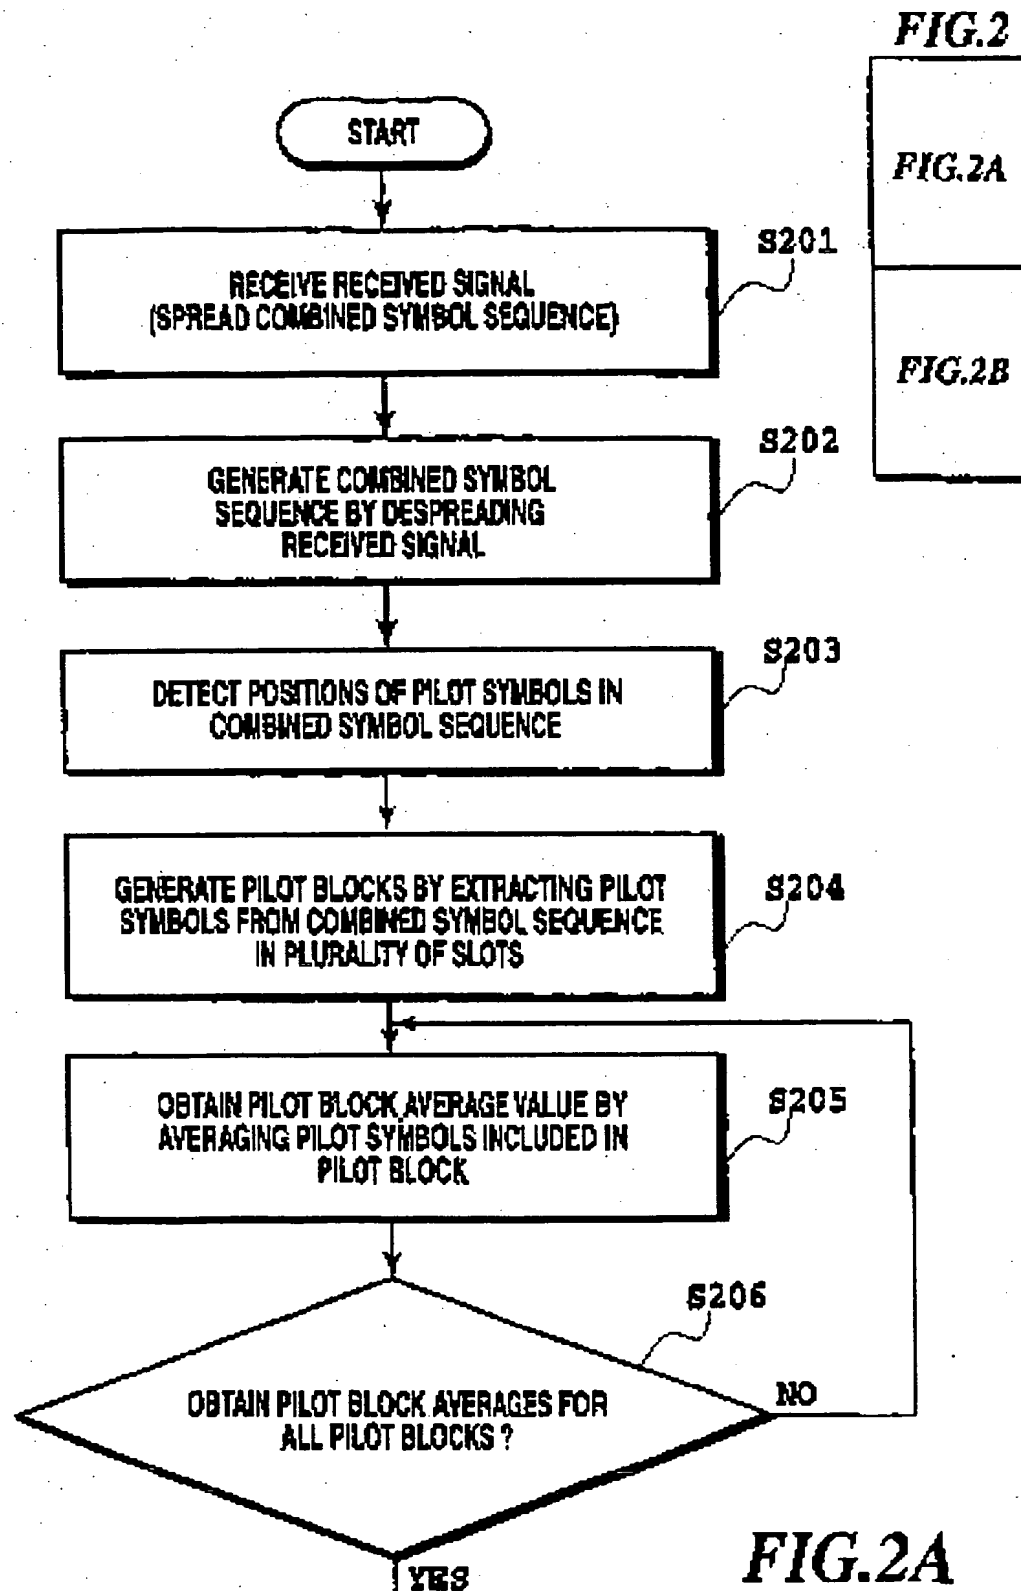 FIG.2
START
FIG.2A
S201
RECEIVE RECEIVED SIGNAL
(SPREAD COMBINED SYMBOL SEQUENCE)
FIG.2B
S202
GENERATE COMBINED SYMBOL
SEQUENCE BY DESPREADING
RECEIVED SIGNAL
S203
DETECT POSITIONS OF PILOT SYMBOLS IN
COMBINED SYMBOL SEQUENCE
S204
GENERATE PILOT BLOCKS BY EXTRACTING PILOT
SYMBOLS FROM COMBINED SYMBOL SEQUENCE
IN PLURALITY OF SLOTS
S205
OBTAIN PILOT BLOCK AVERAGE VALUE BY
AVERAGING PILOT SYMBOLS INCLUDED IN
PILOT BLOCK
S206
OBTAIN PILOT BLOCK AVERAGES FOR
ALL PILOT BLOCKS ?
NO
YES
FIG.2A